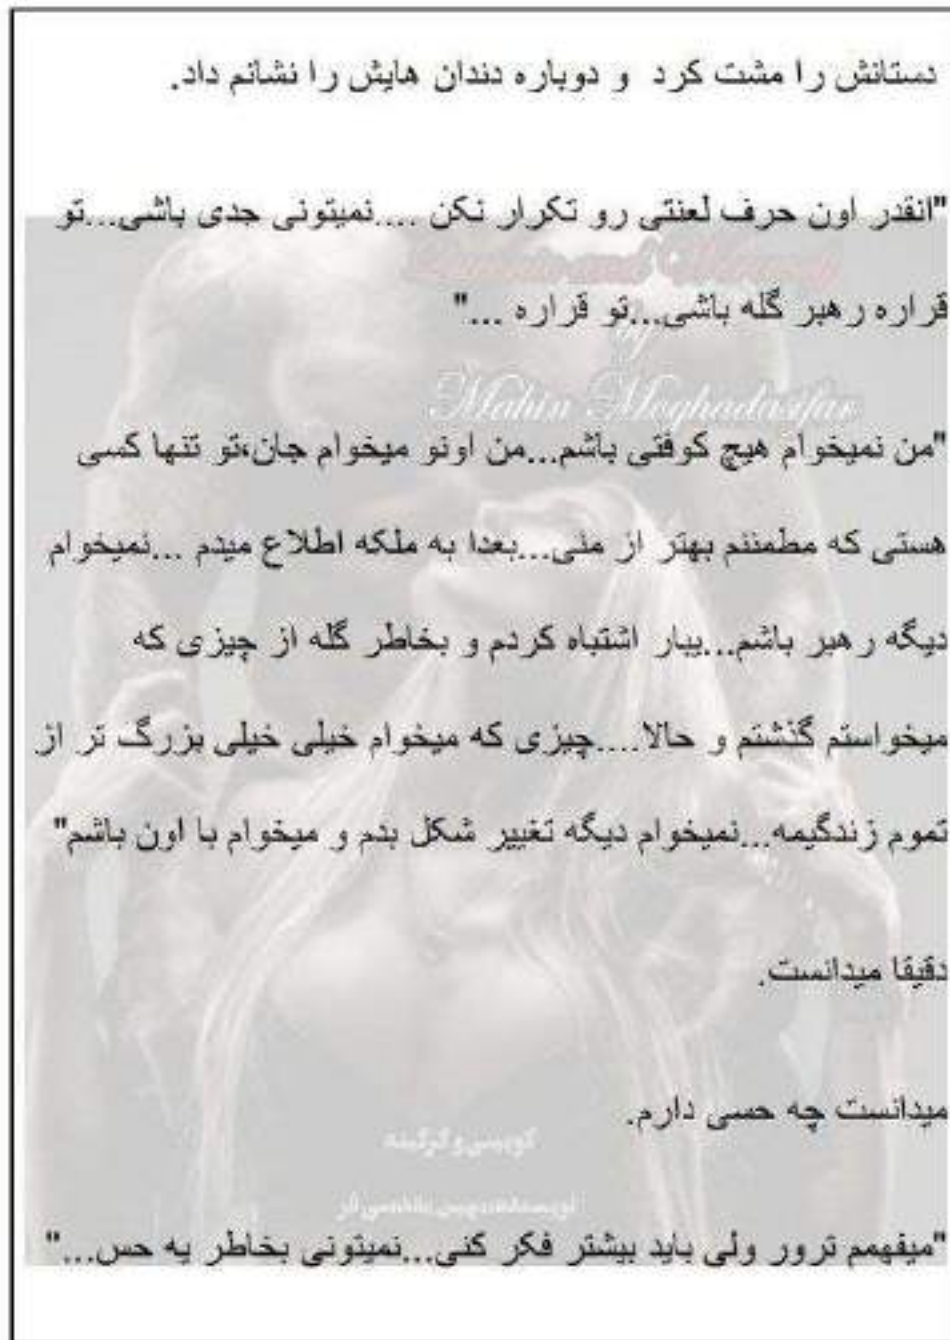 دستانش را مشت کرد و دوباره دندان هایش را نشانم داد.
"انقدر اون حرف لعنتی رو تکرار نکن ....نمیتونی جدی باشی...تو
قراره رهبر گله باشی...تو قراره ..."
by
Mahin Moghadasifar
"من نمیخوام هیچ کوفتی باشم...من اونو میخوام جان،تو تنها کسی
هستی که مطمئنم بهتر از منی...بعدا به ملکه اطلاع میدم ...نمیخوام
دیگه رهبر باشم...یبار اشتباه کردم و بخاطر گله از چیزی که
میخواستم گذشتم و حالا....چیزی که میخوام خیلی خیلی بزرگ تر از
تموم زندگیمه...نمیخوام دیگه تغییر شکل بدم و میخوام با اون باشم"
دقیقا میدانست.
میدانست چه حسی دارم.
"میفهمم ترور ولی باید بیشتر فکر کنی...نمیتونی بخاطر یه حس..."